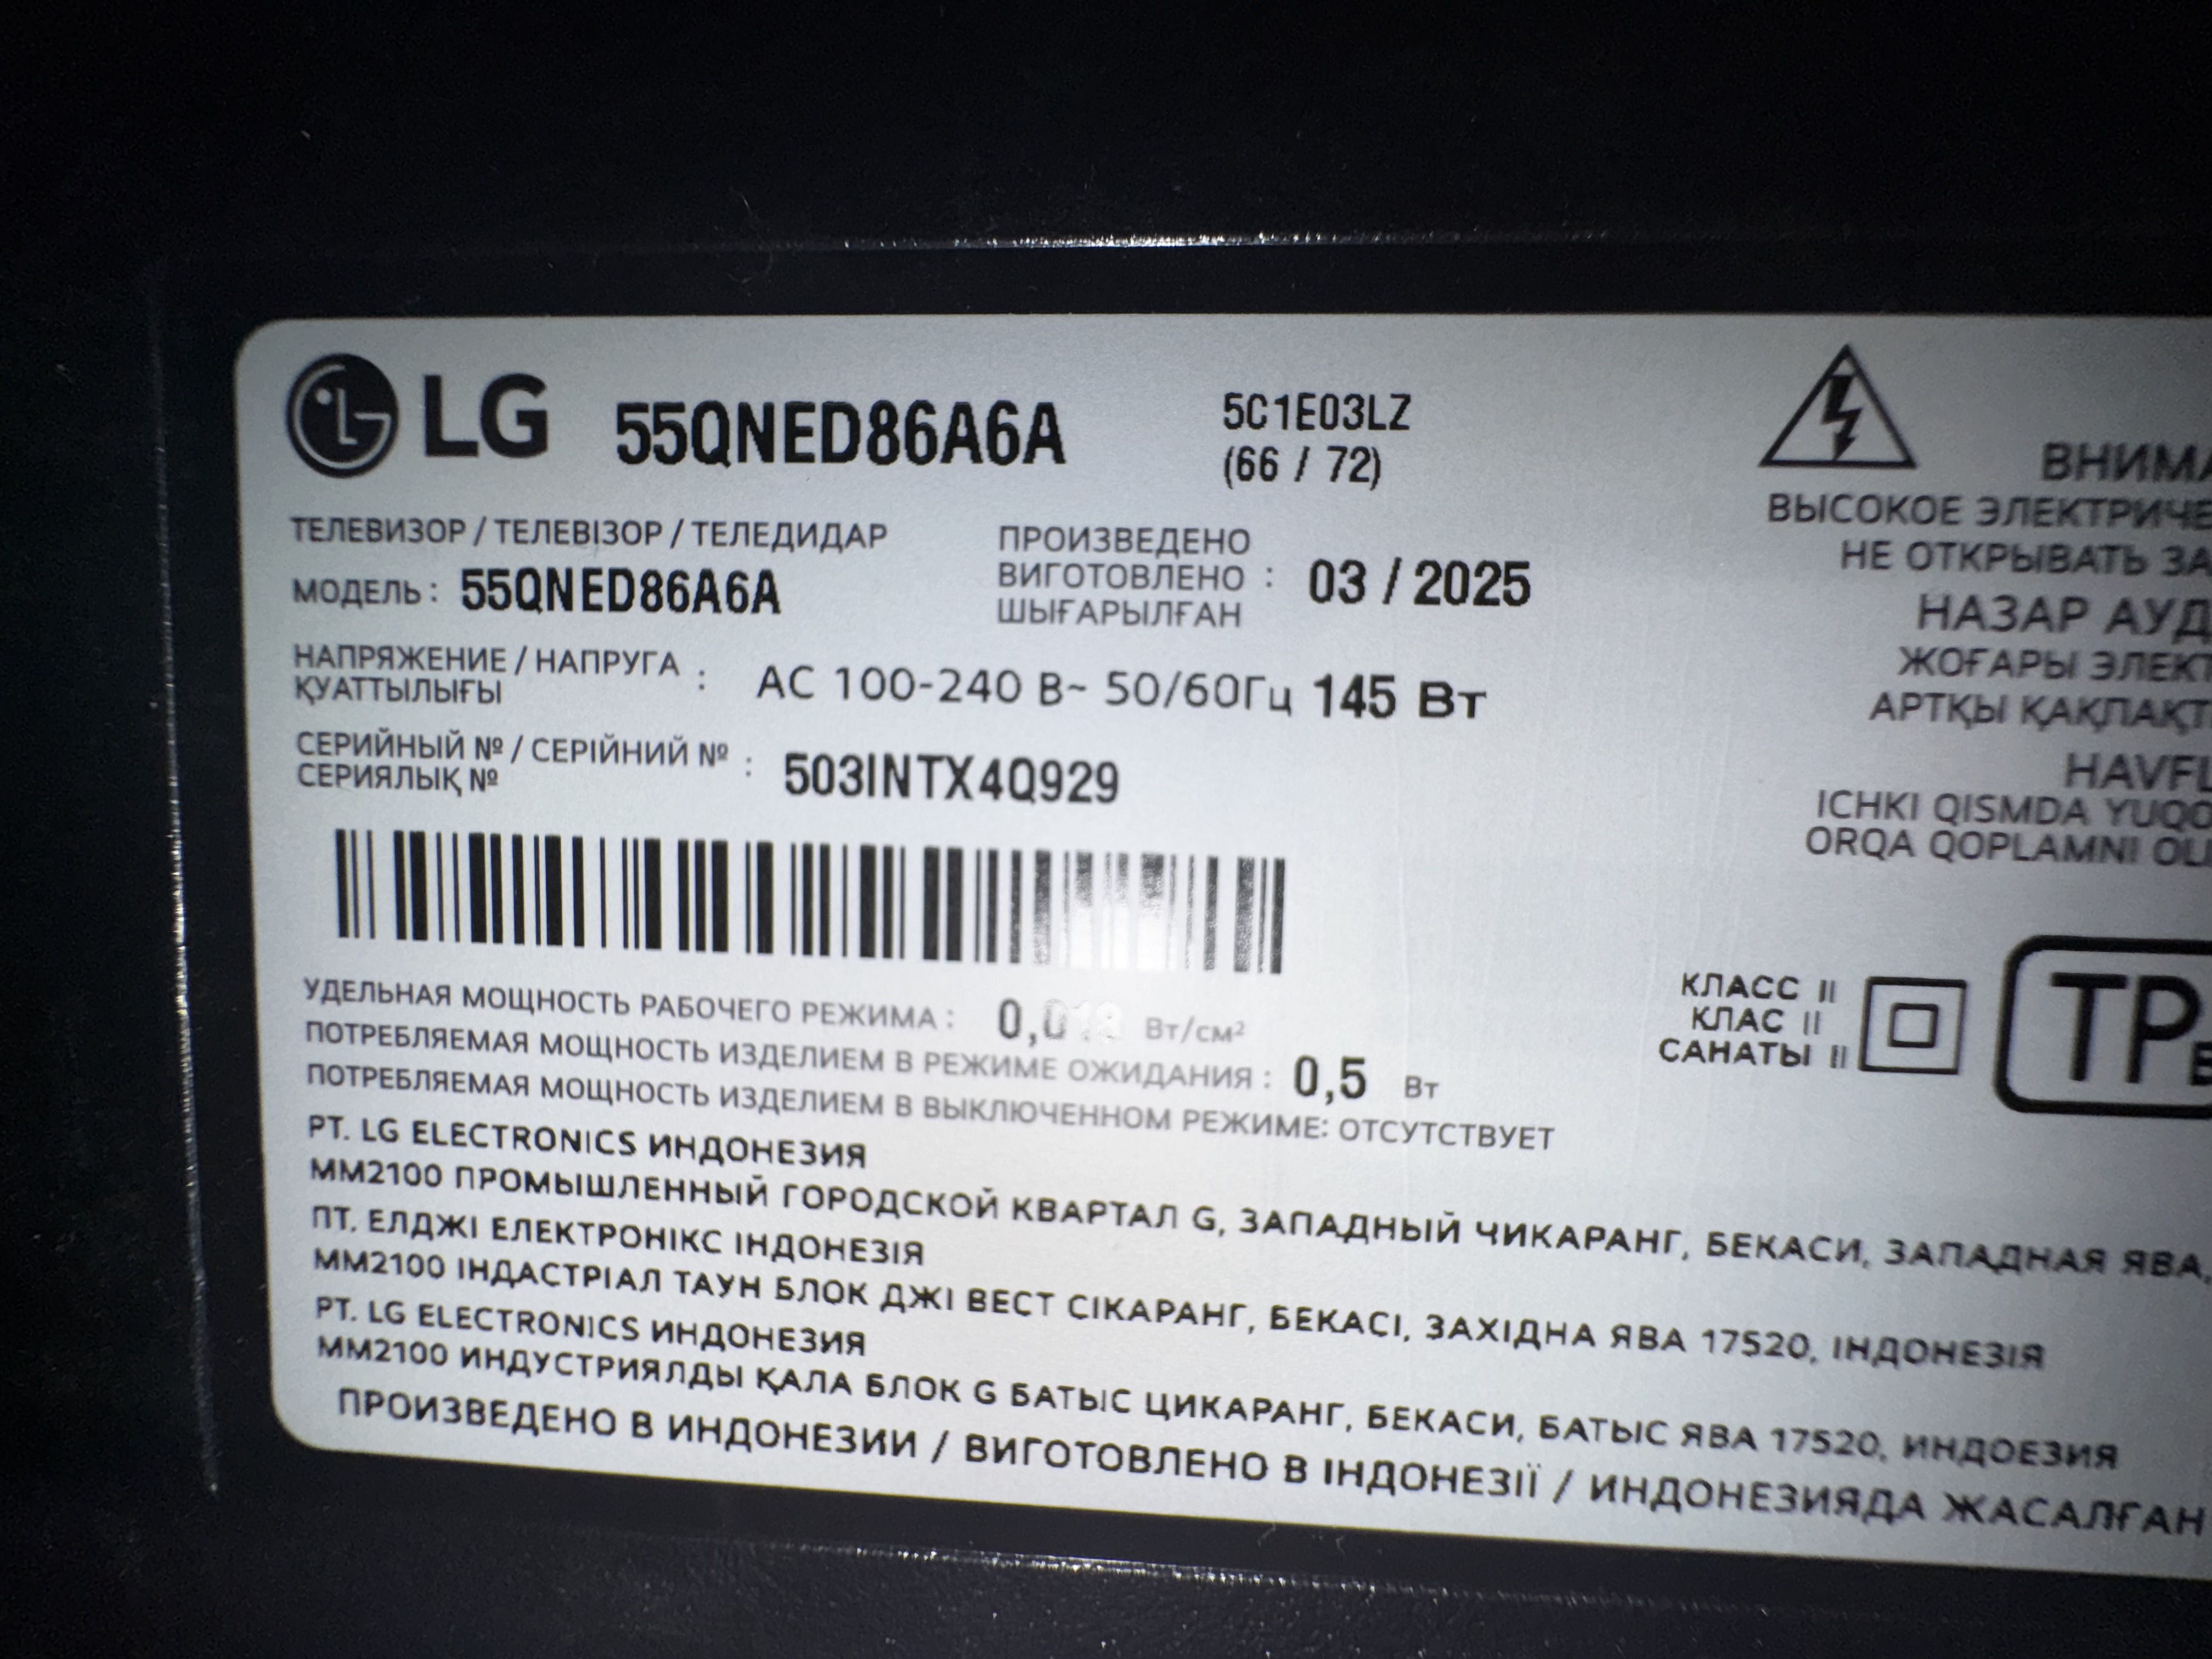 LG 55QNED86A6A 5C1E03LZ
(66 / 72)
ТЕЛЕВИЗОР / ТЕЛЕВІЗОР / ТЕЛЕДИДАР
МОДЕЛЬ : 55QNED86A6A
ПРОИЗВЕДЕНО
ВИГОТОВЛЕНО : 03 / 2025
ШЫҒАРЫЛҒАН
НАПРЯЖЕНИЕ / НАПРУГА :
ҚУАТТЫЛЫҒЫ
AC 100-240 В~ 50/60Гц 145 Вт
СЕРИЙНЫЙ № / СЕРІЙНИЙ № :
СЕРИЯЛЫҚ №
503INTX4Q929
УДЕЛЬНАЯ МОЩНОСТЬ РАБОЧЕГО РЕЖИМА : Вт/см²
ПОТРЕБЛЯЕМАЯ МОЩНОСТЬ ИЗДЕЛИЕМ В РЕЖИМЕ ОЖИДАНИЯ : 0,5 Вт
ПОТРЕБЛЯЕМАЯ МОЩНОСТЬ ИЗДЕЛИЕМ В ВЫКЛЮЧЕННОМ РЕЖИМЕ: ОТСУТСТВУЕТ
PT. LG ELECTRONICS ИНДОНЕЗИЯ
ММ2100 ПРОМЫШЛЕННЫЙ ГОРОДСКОЙ КВАРТАЛ G, ЗАПАДНЫЙ ЧИКАРАНГ, БЕКАСИ, ЗАПАДНАЯ ЯВА,
ПТ. ЕЛДЖІ ЕЛЕКТРОНІКС ІНДОНЕЗІЯ
ММ2100 ІНДАСТРІАЛ ТАУН БЛОК ДЖІ ВЕСТ СІКАРАНГ, БЕКАСІ, ЗАХІДНА ЯВА 17520, ІНДОНЕЗІЯ
PT. LG ELECTRONICS ИНДОНЕЗИЯ
ММ2100 ИНДУСТРИЯЛДЫ ҚАЛА БЛОК G БАТЫС ЦИКАРАНГ, БЕКАСИ, БАТЫС ЯВА 17520, ИНДОЕЗИЯ
ПРОИЗВЕДЕНО В ИНДОНЕЗИИ / ВИГОТОВЛЕНО В ІНДОНЕЗІЇ / ИНДОНЕЗИЯДА ЖАСАЛҒАН
ВНИМА
ВЫСОКОЕ ЭЛЕКТРИЧЕ
НЕ ОТКРЫВАТЬ ЗА
НАЗАР АУД
ЖОҒАРЫ ЭЛЕКТ
АРТҚЫ ҚАҚПАҚТ
HAVFL
ICHKI QISMDA YUQO
ORQA QOPLAMNI OLI
КЛАСС II
КЛАС II
САНАТЫ II
TP